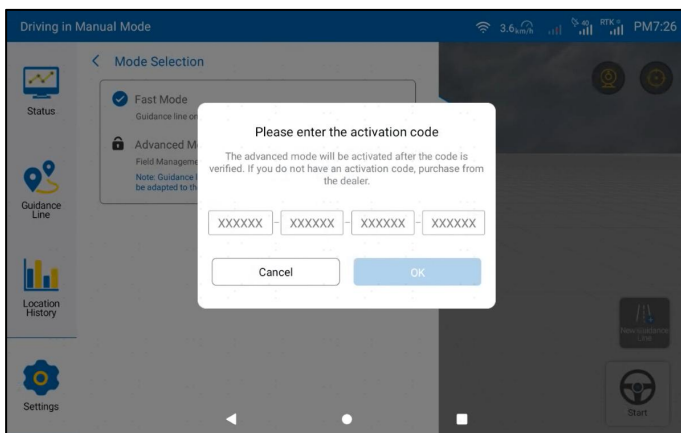 Driving in Manual Mode
3.6 km/h
40
RTK
PM7:26
Status
Guidance
Line
Location
History
Settings
Mode Selection
Fast Mode
Guidance line on
Advanced M
Field Manageme
Note: Guidance l
be adapted to th
Please enter the activation code
The advanced mode will be activated after the code is
verified. If you do not have an activation code, purchase from
the dealer.
XXXXXX - XXXXXX - XXXXXX - XXXXXX
Cancel
OK
New Guidance
Line
Start